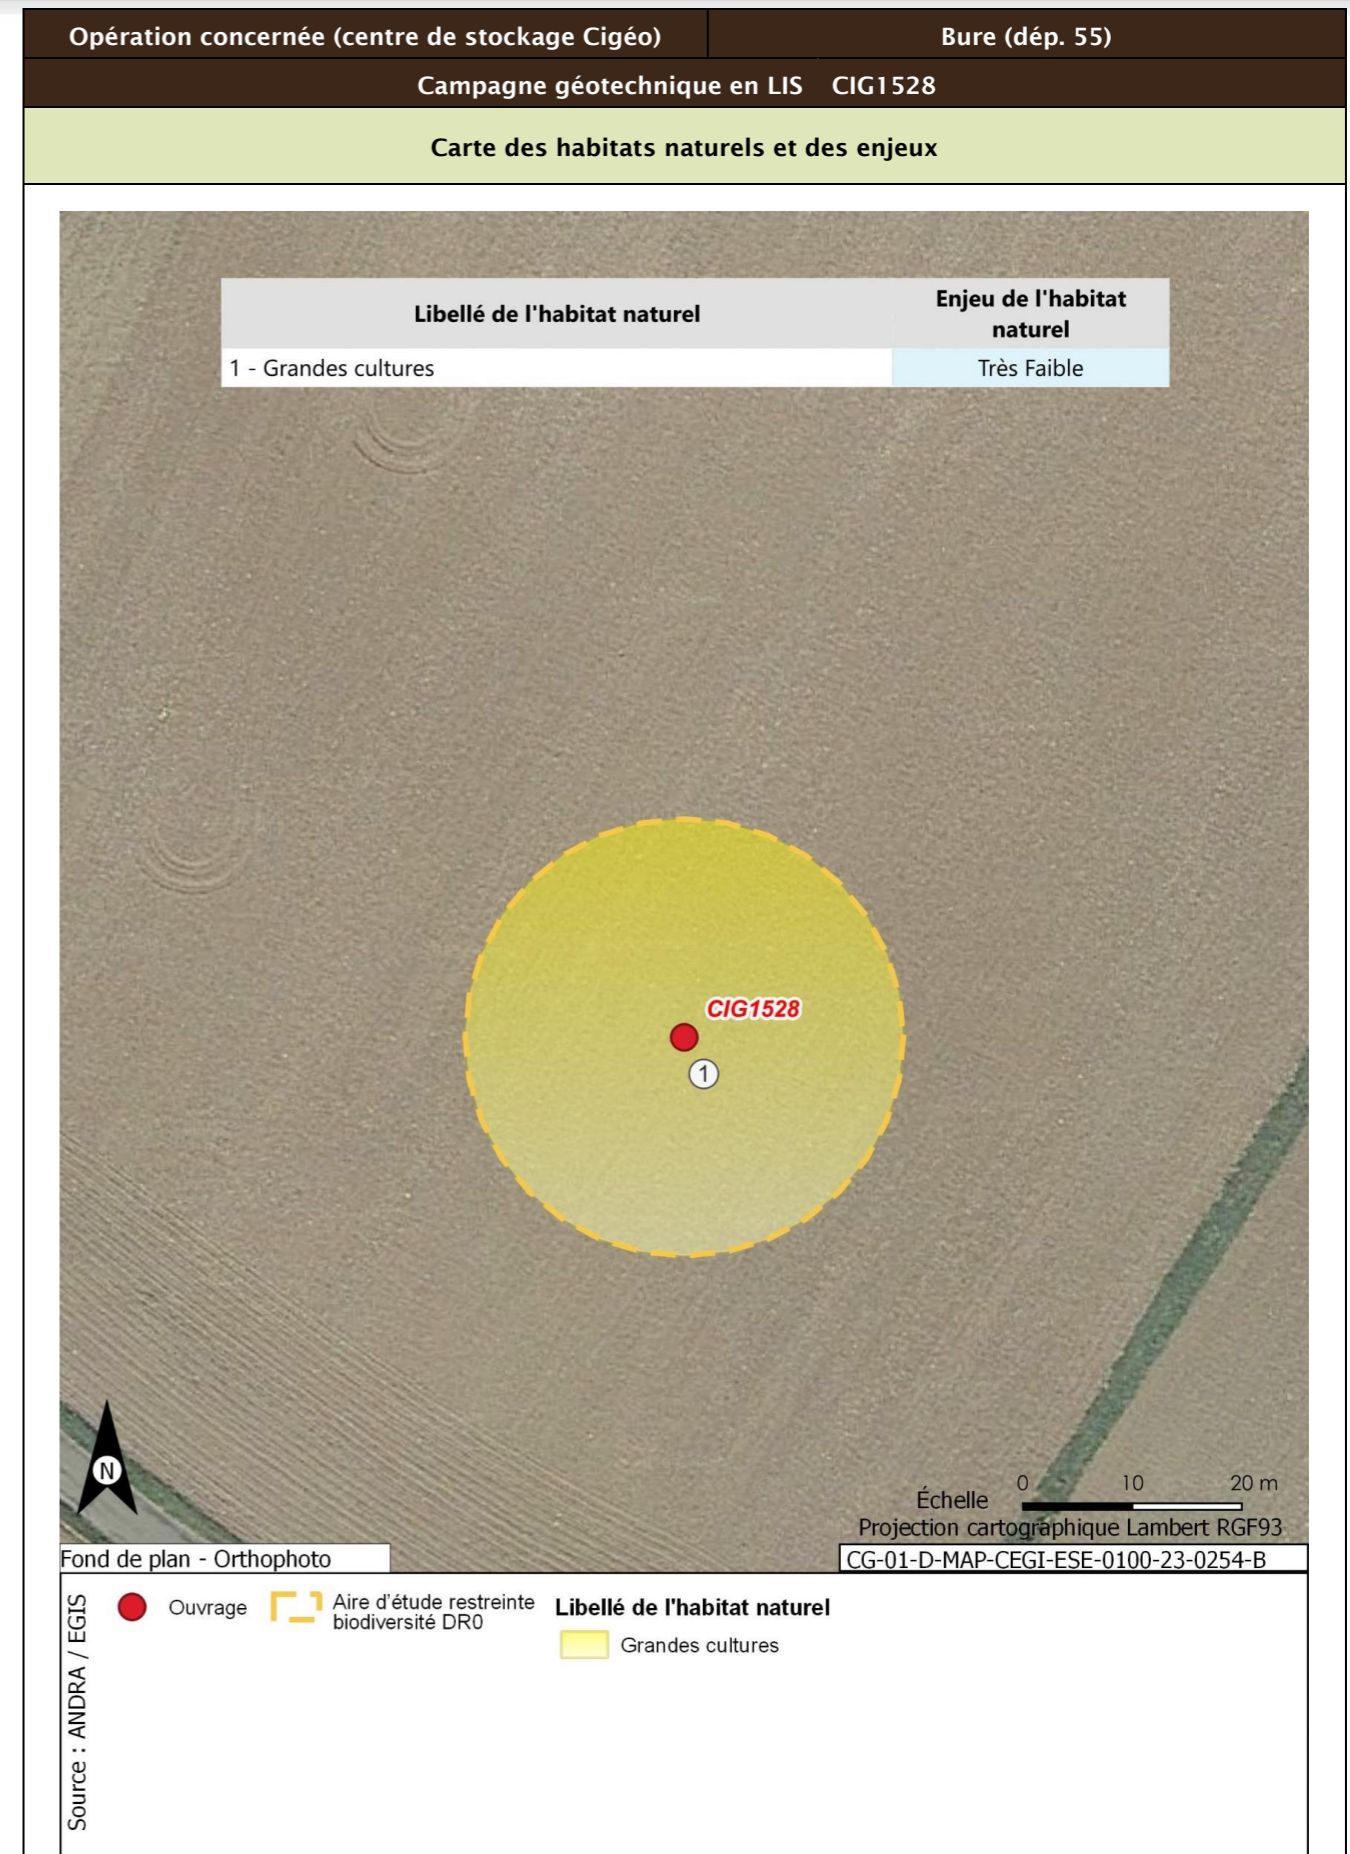 Opération concernée (centre de stockage Cigéo)
Bure (dép. 55)
Campagne géotechnique en LIS CIG1528
Carte des habitats naturels et des enjeux
Libellé de l'habitat naturel
Enjeu de l'habitat
naturel
1 - Grandes cultures
Très Faible
CIG1528
1
N
0 10 20 m
Échelle
Projection cartographique Lambert RGF93
Fond de plan - Orthophoto
CG-01-D-MAP-CEGI-ESE-0100-23-0254-B
Source : ANDRA / EGIS
Ouvrage
Aire d'étude restreinte
biodiversité DR0
Libellé de l'habitat naturel
Grandes cultures